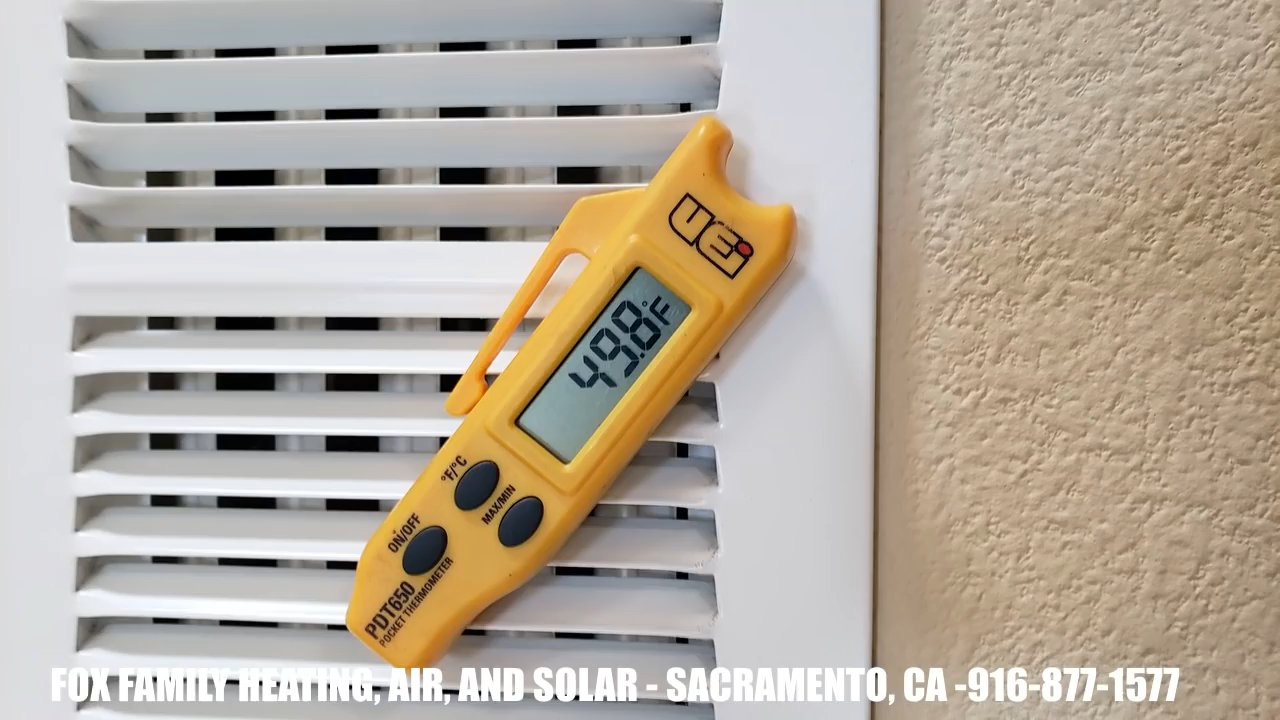 UEi
49.8°F
°F/°C
MAX/MIN
ON/OFF
PDT650
POCKET THERMOMETER
FOX FAMILY HEATING, AIR, AND SOLAR - SACRAMENTO, CA -916-877-1577